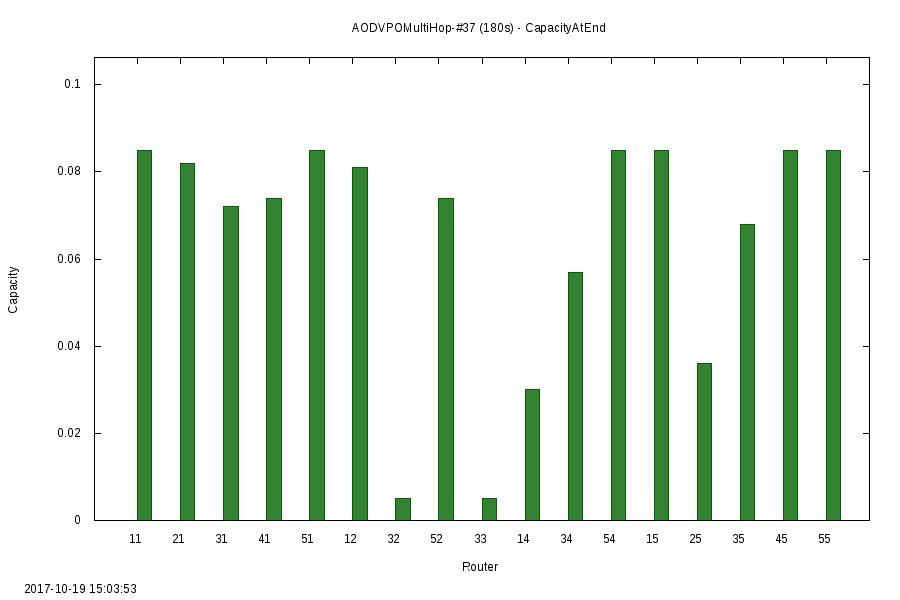 AODVPOMultiHop-#37 (180s) - CapacityAtEnd
0.1
0.08
0.06
0.04
0.02
0
Capacity
11 21 31 41 51 12 32 52 33 14 34 54 15 25 35 45 55
Router
2017-10-19 15:03:53